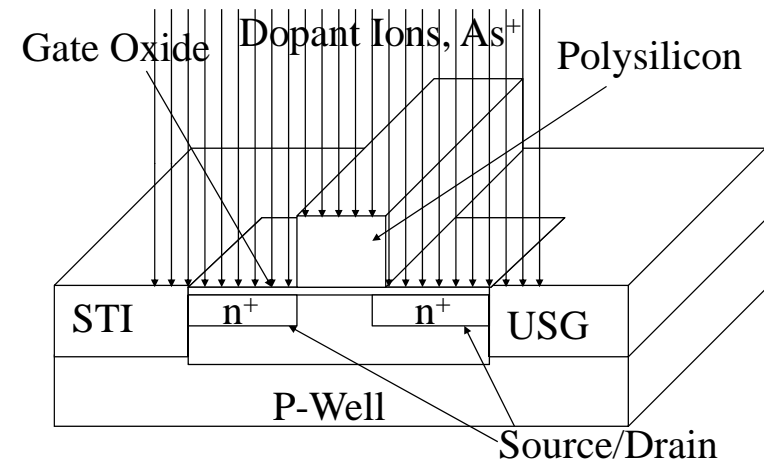 Dopant Ions, As⁺
Gate Oxide
Polysilicon
STI
n⁺
n⁺
USG
P-Well
Source/Drain